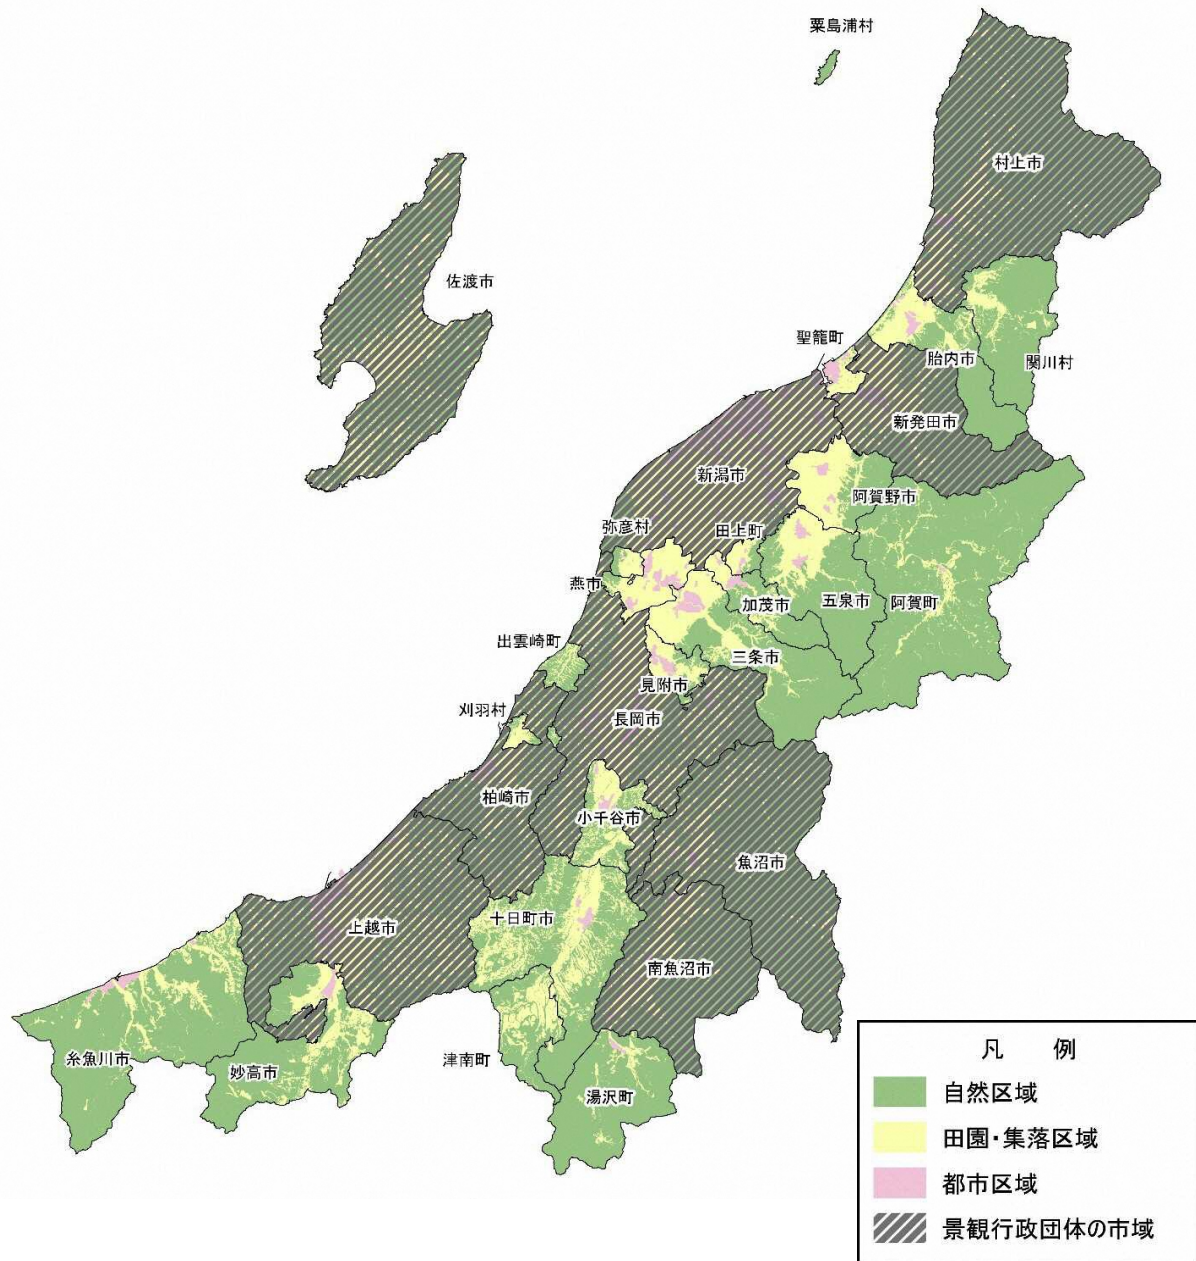 粟島浦村
村上市
佐渡市
聖籠町
胎内市
関川村
新発田市
新潟市
阿賀野市
弥彦村
田上町
燕市
加茂市
五泉市
阿賀町
出雲崎町
三条市
見附市
刈羽村
長岡市
柏崎市
小千谷市
魚沼市
十日町市
上越市
南魚沼市
糸魚川市
妙高市
津南町
湯沢町
凡 例
自然区域
田園・集落区域
都市区域
景観行政団体の市域